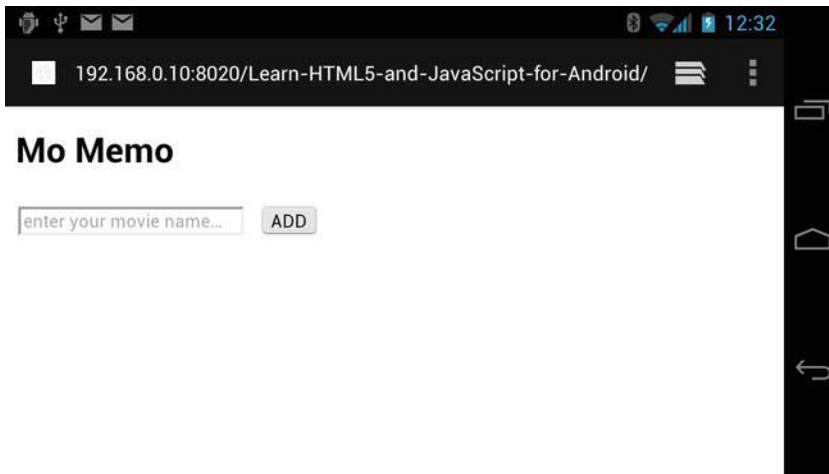 12:32
192.168.0.10:8020/Learn-HTML5-and-JavaScript-for-Android/
Mo Memo
enter your movie name...
ADD